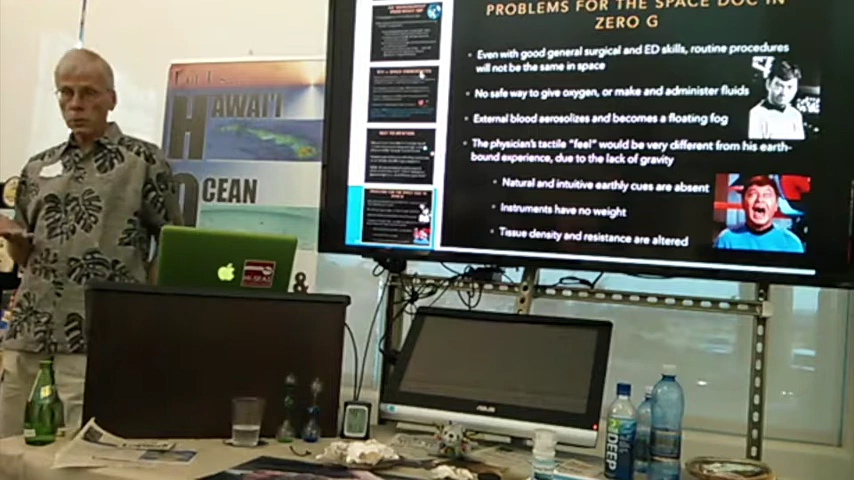 PROBLEMS FOR THE SPACE DOC IN
ZERO G
Even with good general surgical and ED skills, routine procedures
will not be the same in space
No safe way to give oxygen, or make and administer fluids
External blood aerosolizes and becomes a floating fog
The physician's tactile "feel" would be very different from his earth-
bound experience, due to the lack of gravity
Natural and intuitive earthly cues are absent
Instruments have no weight
Tissue density and resistance are altered
HAWAI'I
OCEAN
&
HI-SEAS
ASUS
DEEP